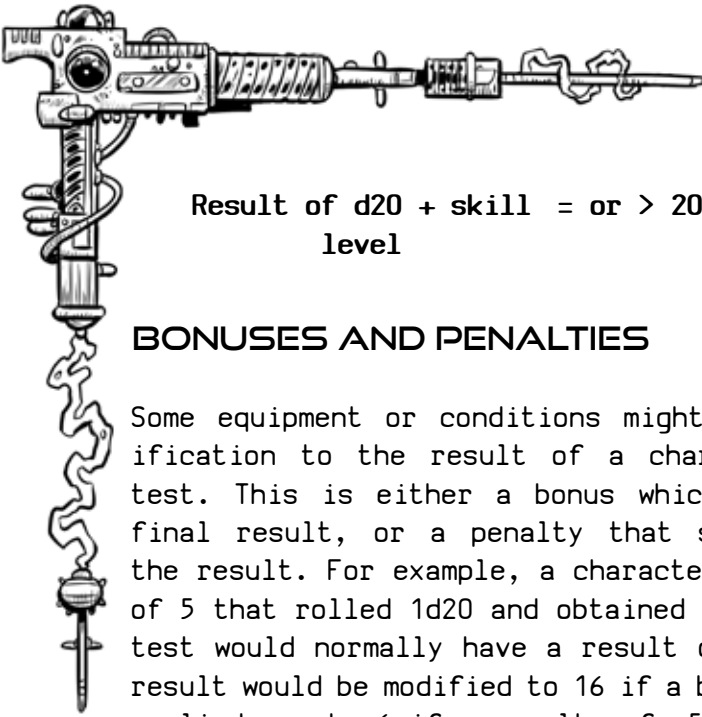 Result of d20 + skill = or > 20
level
BONUSES AND PENALTIES
Some equipment or conditions might
ification to the result of a char
test. This is either a bonus whic
final result, or a penalty that s
the result. For example, a characte
of 5 that rolled 1d20 and obtained
test would normally have a result o
result would be modified to 16 if a b